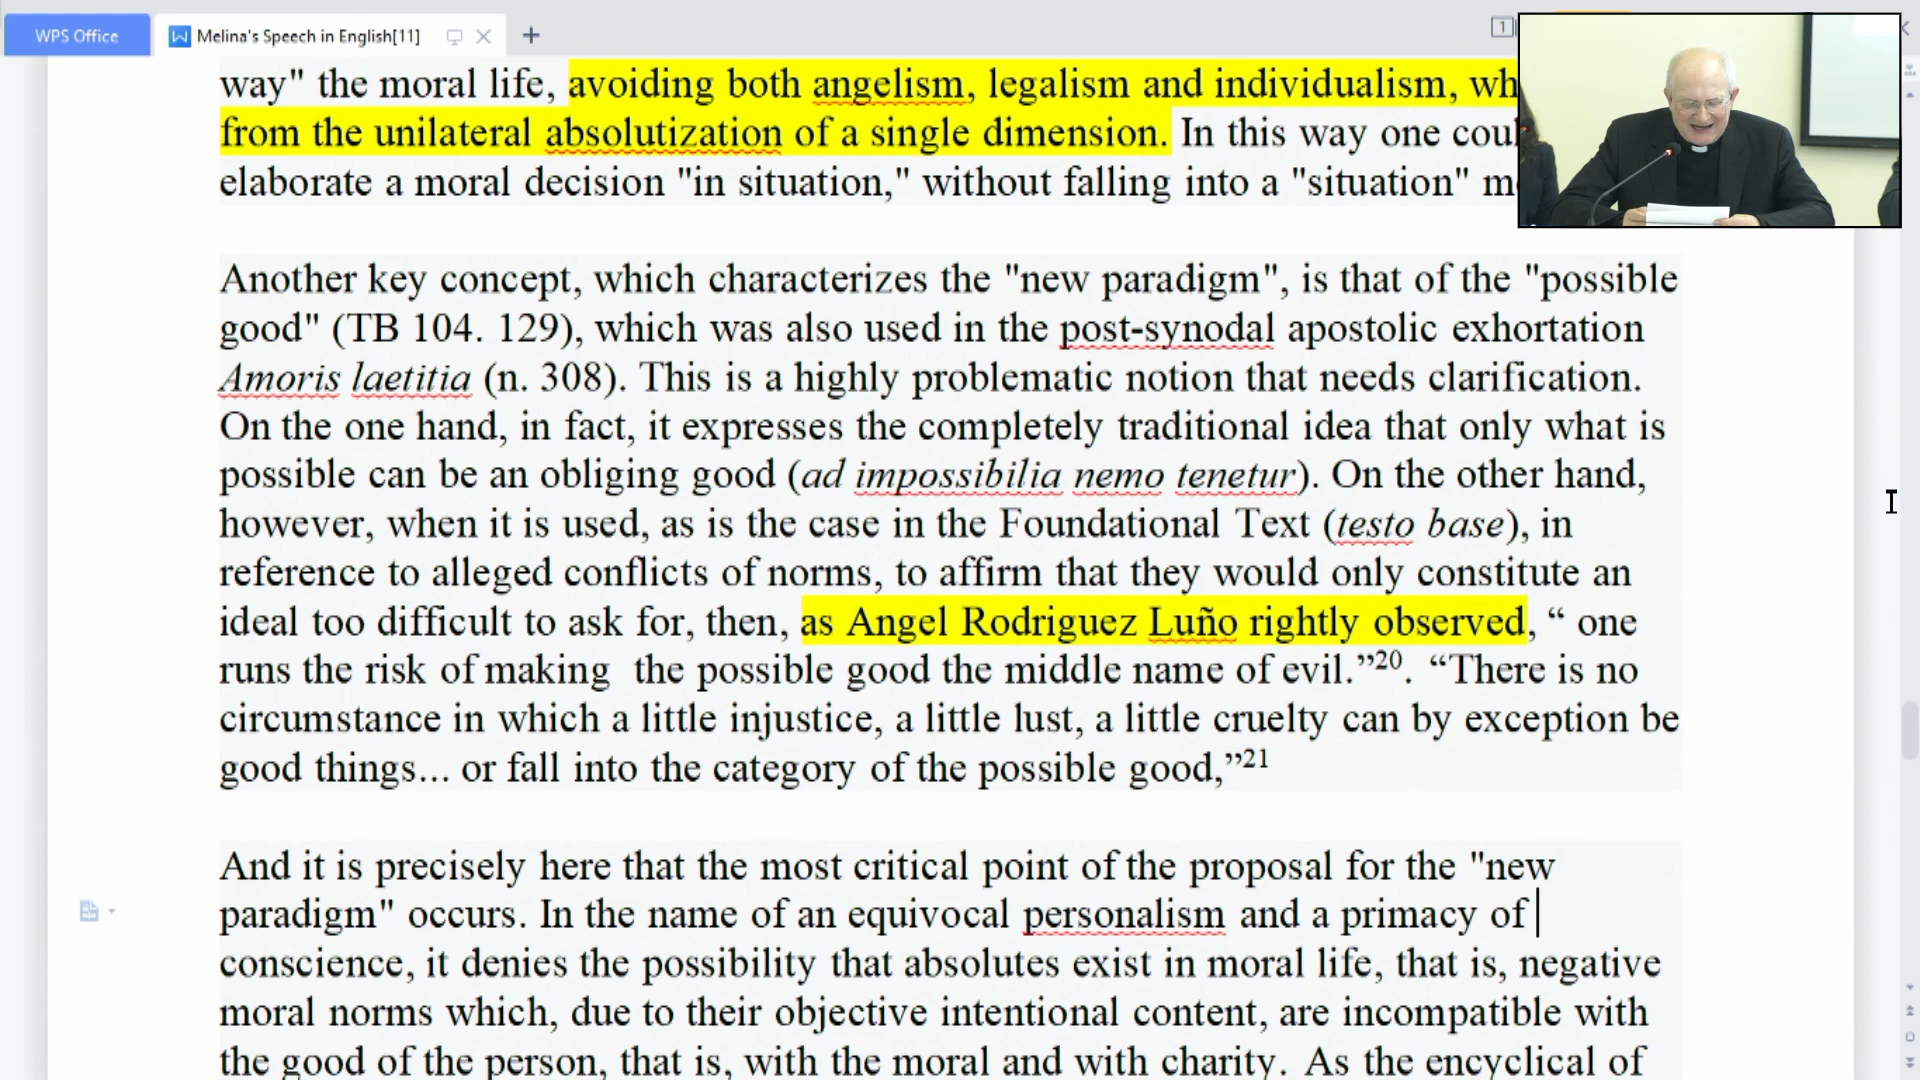 WPS Office
Melina's Speech in English[11]
1
way" the moral life, avoiding both angelism, legalism and individualism,
from the unilateral absolutization of a single dimension. In this way one
elaborate a moral decision "in situation," without falling into a "situation"
Another key concept, which characterizes the "new paradigm", is that of the "possible
good" (TB 104. 129), which was also used in the post-synodal apostolic exhortation
Amoris laetitia (n. 308). This is a highly problematic notion that needs clarification.
On the one hand, in fact, it expresses the completely traditional idea that only what is
possible can be an obliging good (ad impossibilia nemo tenetur). On the other hand,
however, when it is used, as is the case in the Foundational Text (testo base), in
reference to alleged conflicts of norms, to affirm that they would only constitute an
ideal too difficult to ask for, then, as Angel Rodriguez Luño rightly observed, “ one
runs the risk of making  the possible good the middle name of evil.”20. “There is no
circumstance in which a little injustice, a little lust, a little cruelty can by exception be
good things... or fall into the category of the possible good,”21
And it is precisely here that the most critical point of the proposal for the "new
paradigm" occurs. In the name of an equivocal personalism and a primacy of
conscience, it denies the possibility that absolutes exist in moral life, that is, negative
moral norms which, due to their objective intentional content, are incompatible with
the good of the person, that is, with the moral and with charity. As the encyclical of